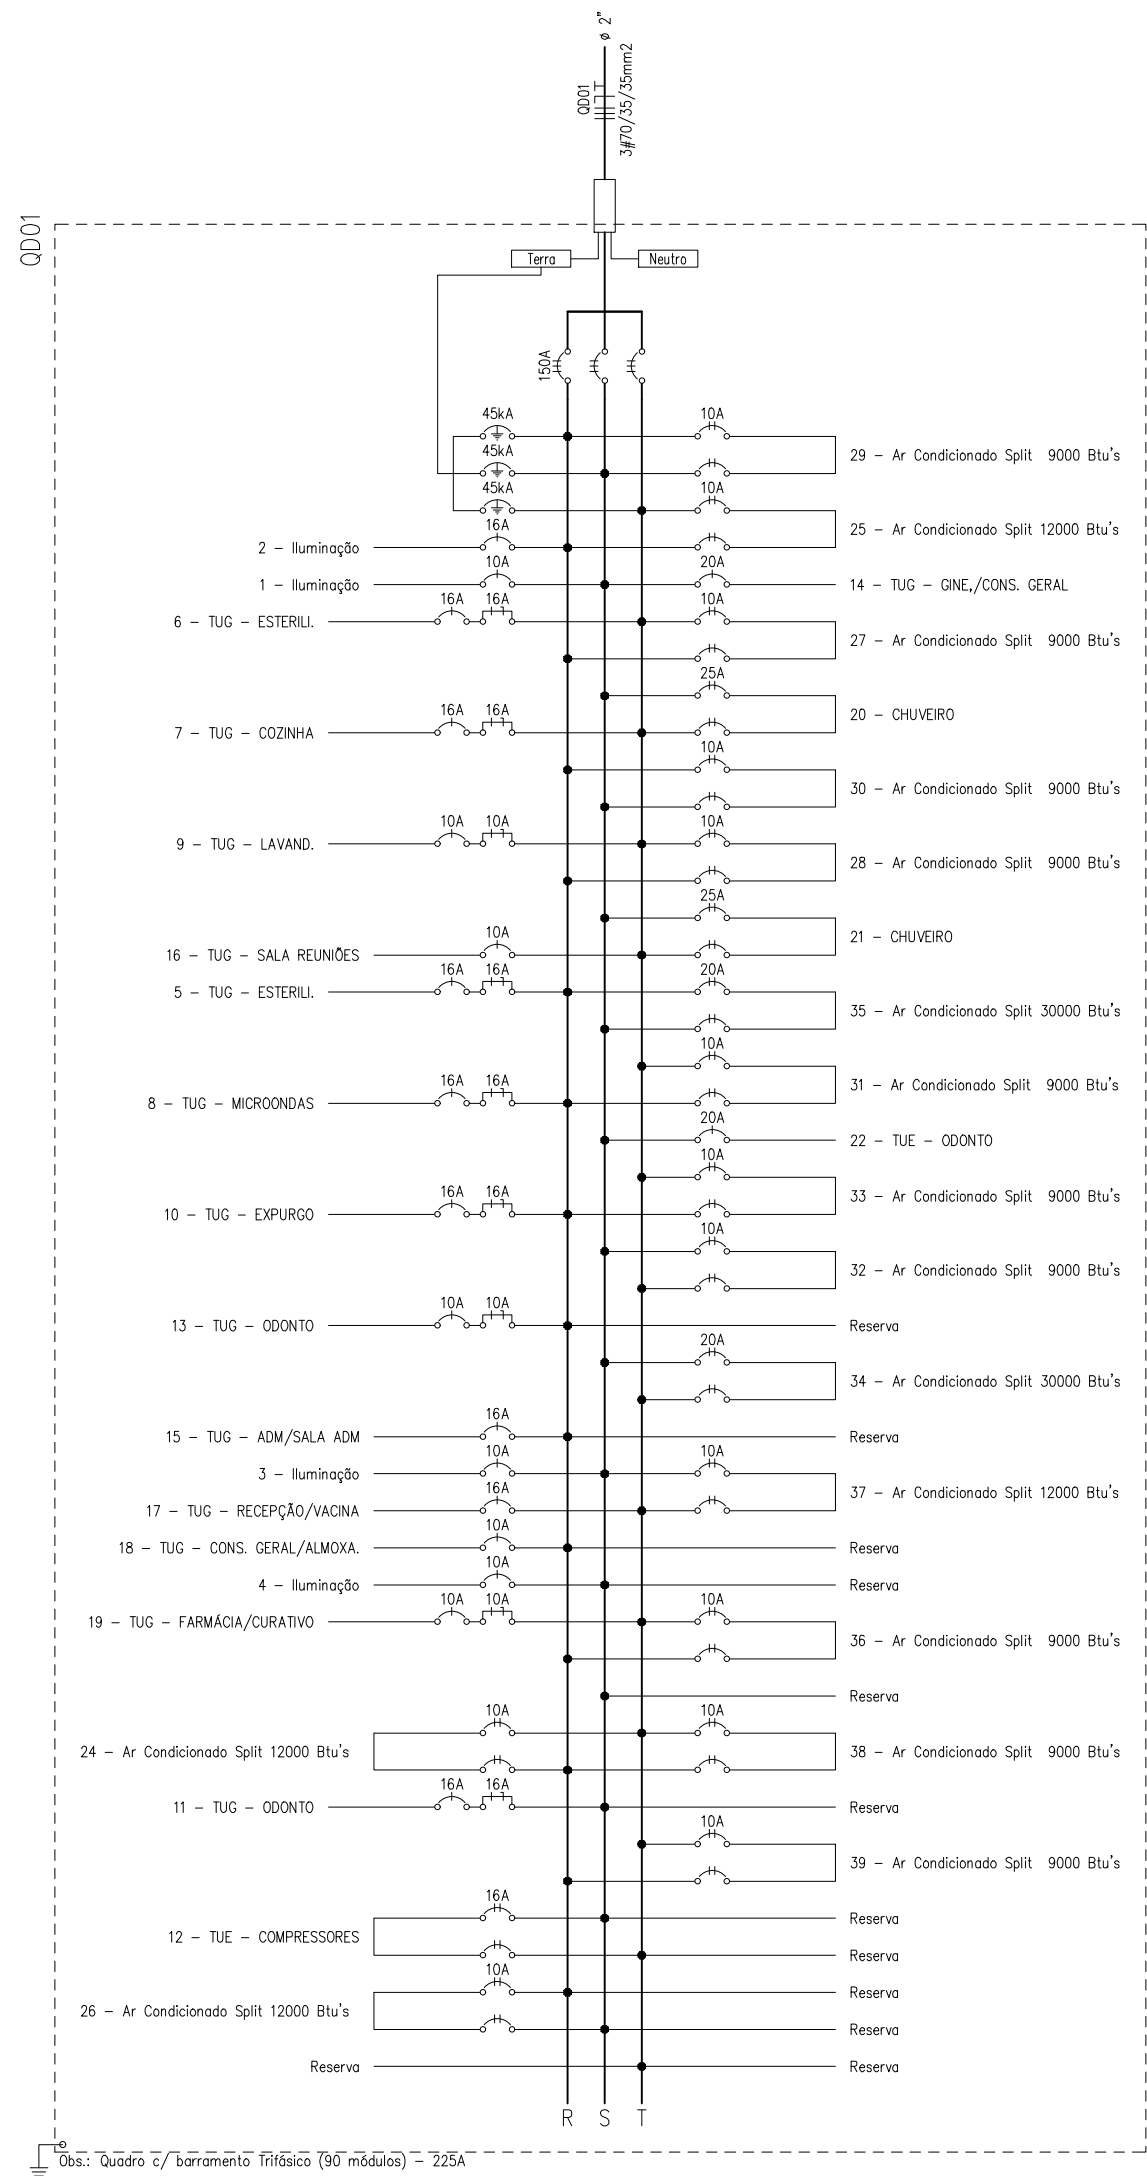 ø 2"
QD01
3#70/35/35mm2
QD01
Terra
Neutro
150A
45kA
10A
29 - Ar Condicionado Split 9000 Btu's
45kA
45kA
10A
25 - Ar Condicionado Split 12000 Btu's
16A
2 - Iluminação
10A
20A
1 - Iluminação
14 - TUG - GINE,/CONS. GERAL
16A
16A
10A
6 - TUG - ESTERILI.
27 - Ar Condicionado Split 9000 Btu's
25A
20 - CHUVEIRO
16A
16A
7 - TUG - COZINHA
10A
30 - Ar Condicionado Split 9000 Btu's
10A
10A
10A
9 - TUG - LAVAND.
28 - Ar Condicionado Split 9000 Btu's
25A
21 - CHUVEIRO
10A
16 - TUG - SALA REUNIÕES
16A
16A
20A
5 - TUG - ESTERILI.
35 - Ar Condicionado Split 30000 Btu's
10A
31 - Ar Condicionado Split 9000 Btu's
16A
16A
8 - TUG - MICROONDAS
20A
22 - TUE - ODONTO
10A
33 - Ar Condicionado Split 9000 Btu's
16A
16A
10 - TUG - EXPURGO
10A
32 - Ar Condicionado Split 9000 Btu's
10A
10A
13 - TUG - ODONTO
Reserva
20A
34 - Ar Condicionado Split 30000 Btu's
16A
15 - TUG - ADM/SALA ADM
Reserva
10A
10A
3 - Iluminação
37 - Ar Condicionado Split 12000 Btu's
16A
17 - TUG - RECEPÇÃO/VACINA
10A
18 - TUG - CONS. GERAL/ALMOXA.
Reserva
10A
4 - Iluminação
Reserva
10A
10A
10A
19 - TUG - FARMÁCIA/CURATIVO
36 - Ar Condicionado Split 9000 Btu's
Reserva
10A
10A
24 - Ar Condicionado Split 12000 Btu's
38 - Ar Condicionado Split 9000 Btu's
16A
16A
11 - TUG - ODONTO
Reserva
10A
39 - Ar Condicionado Split 9000 Btu's
16A
Reserva
12 - TUE - COMPRESSORES
Reserva
10A
Reserva
26 - Ar Condicionado Split 12000 Btu's
Reserva
Reserva
Reserva
R S T
Obs.: Quadro c/ barramento Trifásico (90 módulos) - 225A